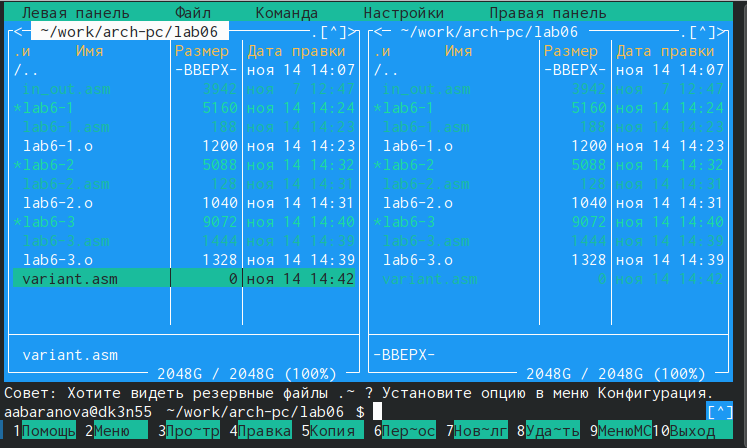 Левая панель Файл Команда Настройки Правая панель
<─ ~/work/arch-pc/lab06 ─.[^]> <─ ~/work/arch-pc/lab06 ─.[^]>
.и Имя Размер Дата правки .и Имя Размер Дата правки
/.. -ВВЕРХ- ноя 14 14:07 /.. -ВВЕРХ- ноя 14 14:07
in_out.asm 3942 ноя 7 12:47 in_out.asm 3942 ноя 7 12:47
*lab6-1 5160 ноя 14 14:24 *lab6-1 5160 ноя 14 14:24
lab6-1.asm 188 ноя 14 14:23 lab6-1.asm 188 ноя 14 14:23
lab6-1.o 1200 ноя 14 14:23 lab6-1.o 1200 ноя 14 14:23
*lab6-2 5088 ноя 14 14:32 *lab6-2 5088 ноя 14 14:32
lab6-2.asm 128 ноя 14 14:31 lab6-2.asm 128 ноя 14 14:31
lab6-2.o 1040 ноя 14 14:31 lab6-2.o 1040 ноя 14 14:31
*lab6-3 9072 ноя 14 14:40 *lab6-3 9072 ноя 14 14:40
lab6-3.asm 1444 ноя 14 14:39 lab6-3.asm 1444 ноя 14 14:39
lab6-3.o 1328 ноя 14 14:39 lab6-3.o 1328 ноя 14 14:39
variant.asm 0 ноя 14 14:42 variant.asm 0 ноя 14 14:42
variant.asm -ВВЕРХ-
2048G / 2048G (100%) 2048G / 2048G (100%)
Совет: Хотите видеть резервные файлы .~ ? Установите опцию в меню Конфигурация.
aabaranova@dk3n55 ~/work/arch-pc/lab06 $ [^]
1Помощь 2Меню 3Про~тр 4Правка 5Копия 6Пер~ос 7Нов~лг 8Уда~ть 9МенюМС 10Выход